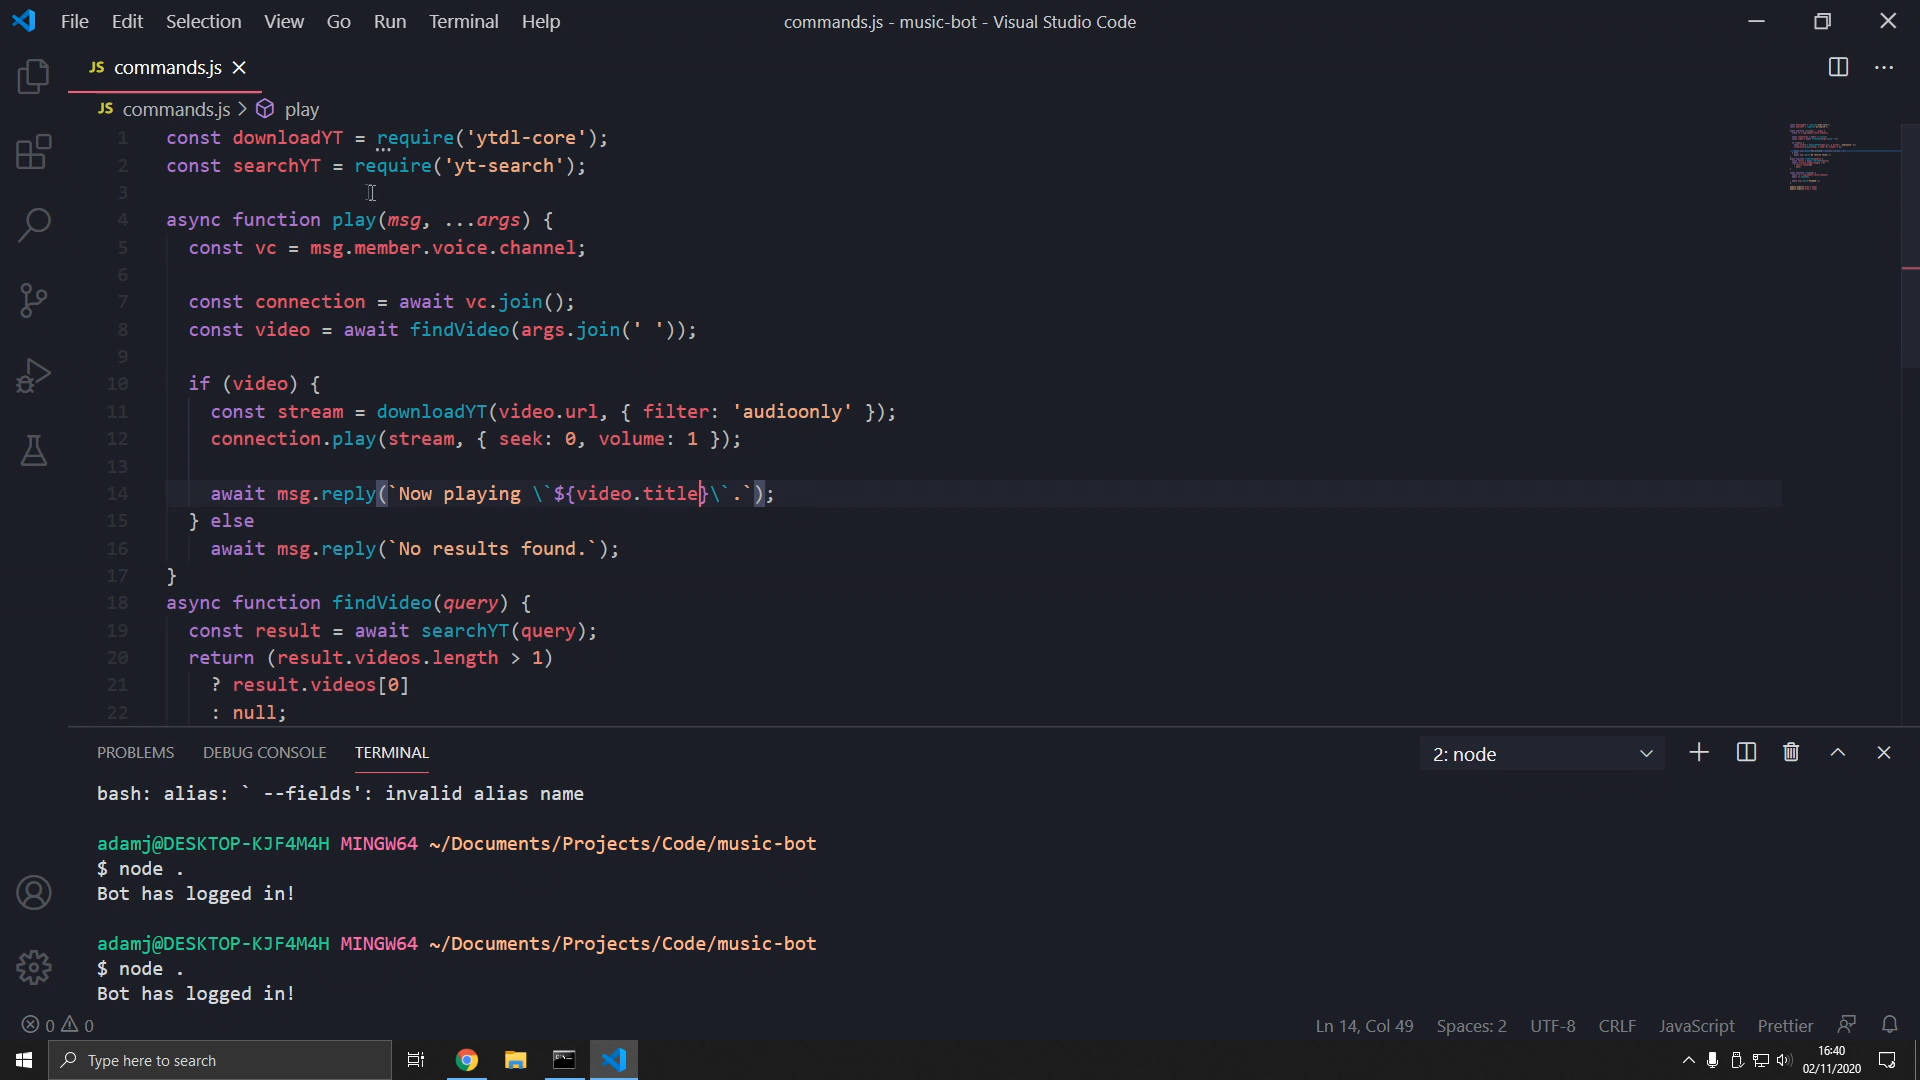 File Edit Selection View Go Run Terminal Help commands.js - music-bot - Visual Studio Code
JS commands.js
JS commands.js > play
1 const downloadYT = require('ytdl-core');
2 const searchYT = require('yt-search');
3
4 async function play(msg, ...args) {
5 const vc = msg.member.voice.channel;
6
7 const connection = await vc.join();
8 const video = await findVideo(args.join(' '));
9
10 if (video) {
11 const stream = downloadYT(video.url, { filter: 'audioonly' });
12 connection.play(stream, { seek: 0, volume: 1 });
13
14 await msg.reply(`Now playing \`${video.title}\`.`);
15 } else
16 await msg.reply(`No results found.`);
17 }
18 async function findVideo(query) {
19 const result = await searchYT(query);
20 return (result.videos.length > 1)
21 ? result.videos[0]
22 : null;
PROBLEMS DEBUG CONSOLE TERMINAL 2: node
bash: alias: ` --fields': invalid alias name
adamj@DESKTOP-KJF4M4H MINGW64 ~/Documents/Projects/Code/music-bot
$ node .
Bot has logged in!
adamj@DESKTOP-KJF4M4H MINGW64 ~/Documents/Projects/Code/music-bot
$ node .
Bot has logged in!
0 0 Ln 14, Col 49 Spaces: 2 UTF-8 CRLF JavaScript Prettier
Type here to search
16:40
02/11/2020